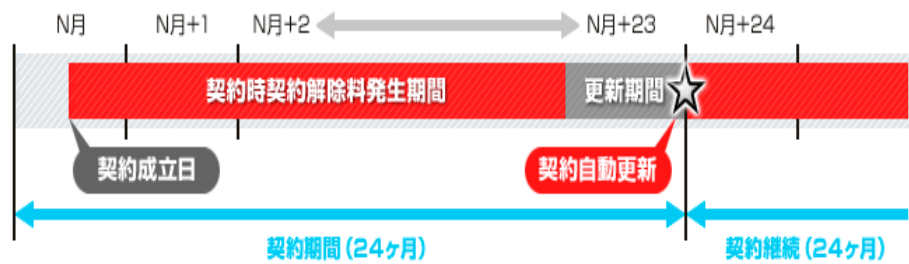 N月 N月+1 N月+2 N月+23 N月+24
契約時契約解除料発生期間 更新期間
契約成立日 契約自動更新
契約期間(24ヶ月) 契約継続(24ヶ月)